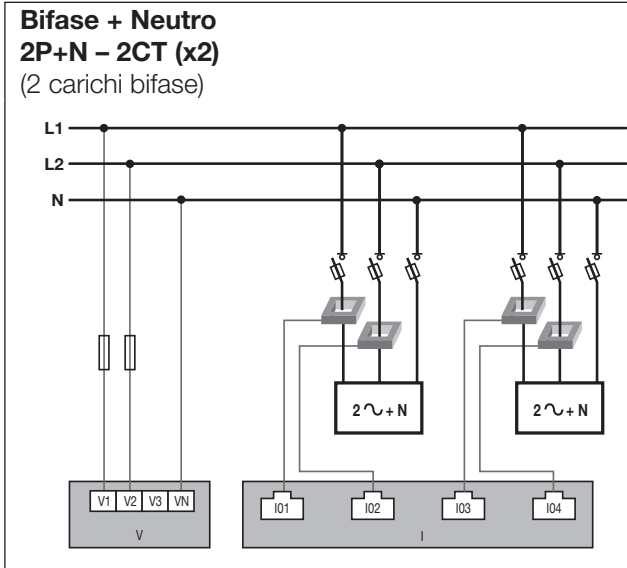 Bifase + Neutro
2P+N – 2CT (x2)
(2 carichi bifase)
L1
L2
N
2 ∿ + N
2 ∿ + N
V1 V2 V3 VN
I01
I02
I03
I04
V
I